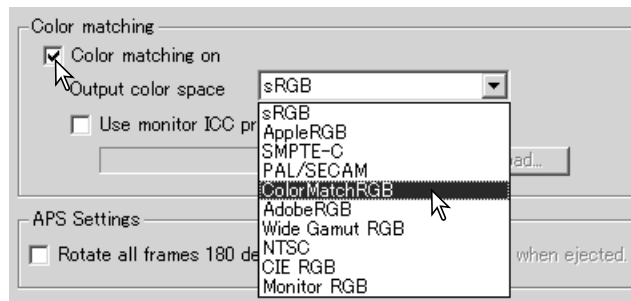 Color matching
Color matching on
Output color space sRGB
sRGB
Use monitor ICC pr
AppleRGB
SMPTE-C
PAL/SECAM
ad...
ColorMatchRGB
APS Settings
AdobeRGB
Wide Gamut RGB
Rotate all frames 180 de
NTSC
when ejected.
CIE RGB
Monitor RGB